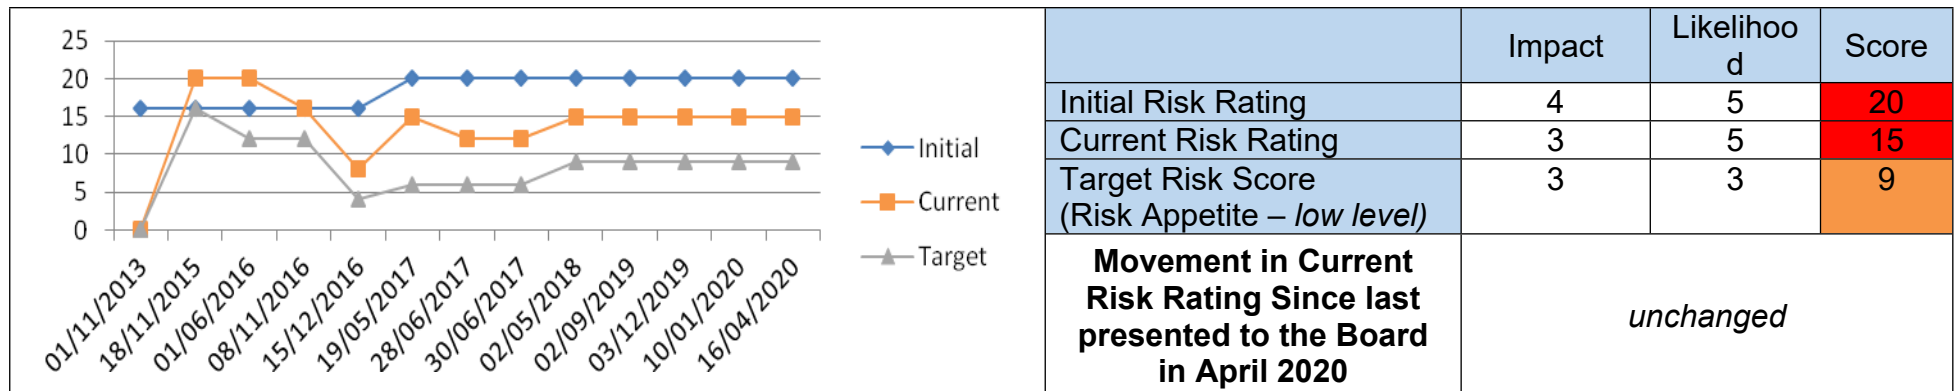 25
20
15
10
5
0
01/11/2013
18/11/2015
01/06/2016
08/11/2016
15/12/2016
19/05/2017
28/06/2017
30/06/2017
02/05/2018
02/09/2019
03/12/2019
10/01/2020
16/04/2020
Initial
Current
Target
Impact
Likelihoo
d
Score
Initial Risk Rating 4 5 20
Current Risk Rating 3 5 15
Target Risk Score 3 3 9
(Risk Appetite – low level)
Movement in Current
Risk Rating Since last
presented to the Board
in April 2020
unchanged